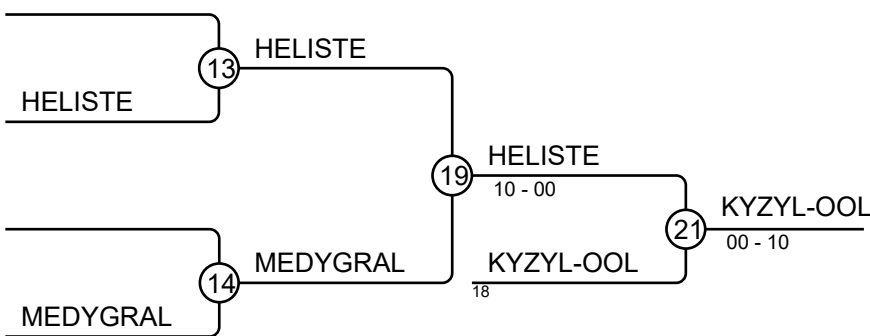 HELISTE
13
HELISTE
19
HELISTE
10 - 00
21
KYZYL-OOL
00 - 10
KYZYL-OOL
18
14
MEDYGRAL
MEDYGRAL